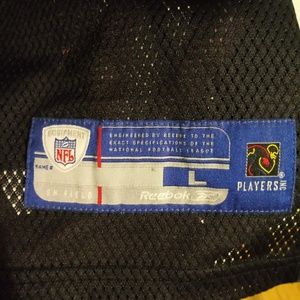 EQUIPMENT
NFL
ENGINEERED BY REEBOK TO THE
EXACT SPECIFICATIONS OF THE
NATIONAL FOOTBALL LEAGUE
NAME #
L
ON FIELD
Reebok
PLAYERS INC